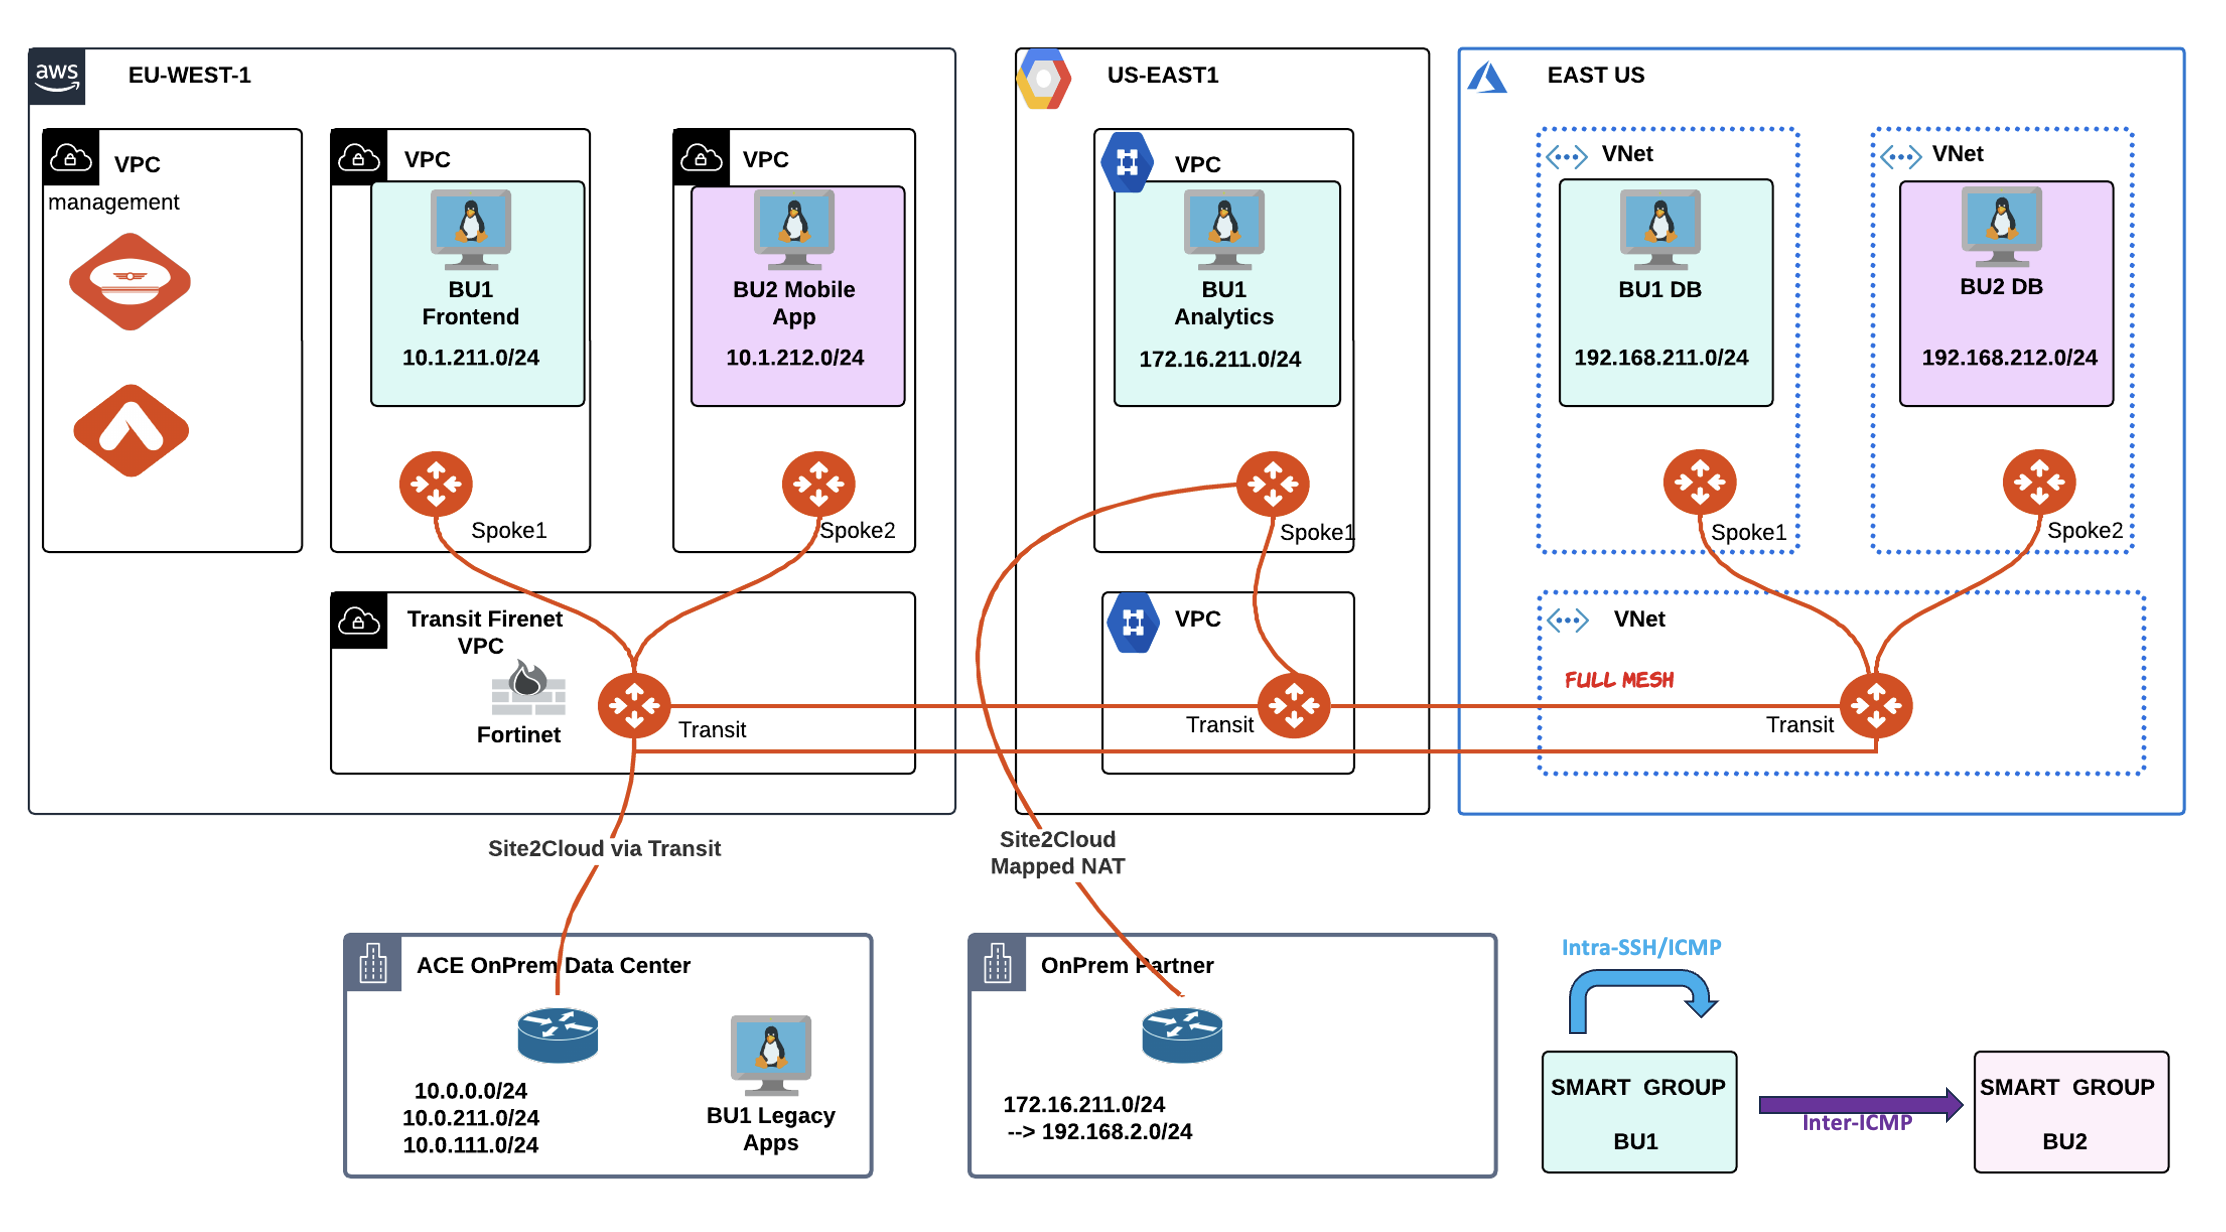 aws
EU-WEST-1
VPC
management
VPC
BU1
Frontend
10.1.211.0/24
Spoke1
VPC
BU2 Mobile
App
10.1.212.0/24
Spoke2
Transit Firenet
VPC
Fortinet
Transit
US-EAST1
VPC
BU1
Analytics
172.16.211.0/24
Spoke1
VPC
Transit
EAST US
VNet
BU1 DB
192.168.211.0/24
Spoke1
VNet
BU2 DB
192.168.212.0/24
Spoke2
VNet
FULL MESH
Transit
Site2Cloud via Transit
Site2Cloud
Mapped NAT
ACE OnPrem Data Center
10.0.0.0/24
10.0.211.0/24
10.0.111.0/24
BU1 Legacy
Apps
OnPrem Partner
172.16.211.0/24
--> 192.168.2.0/24
Intra-SSH/ICMP
SMART GROUP
BU1
Inter-ICMP
SMART GROUP
BU2